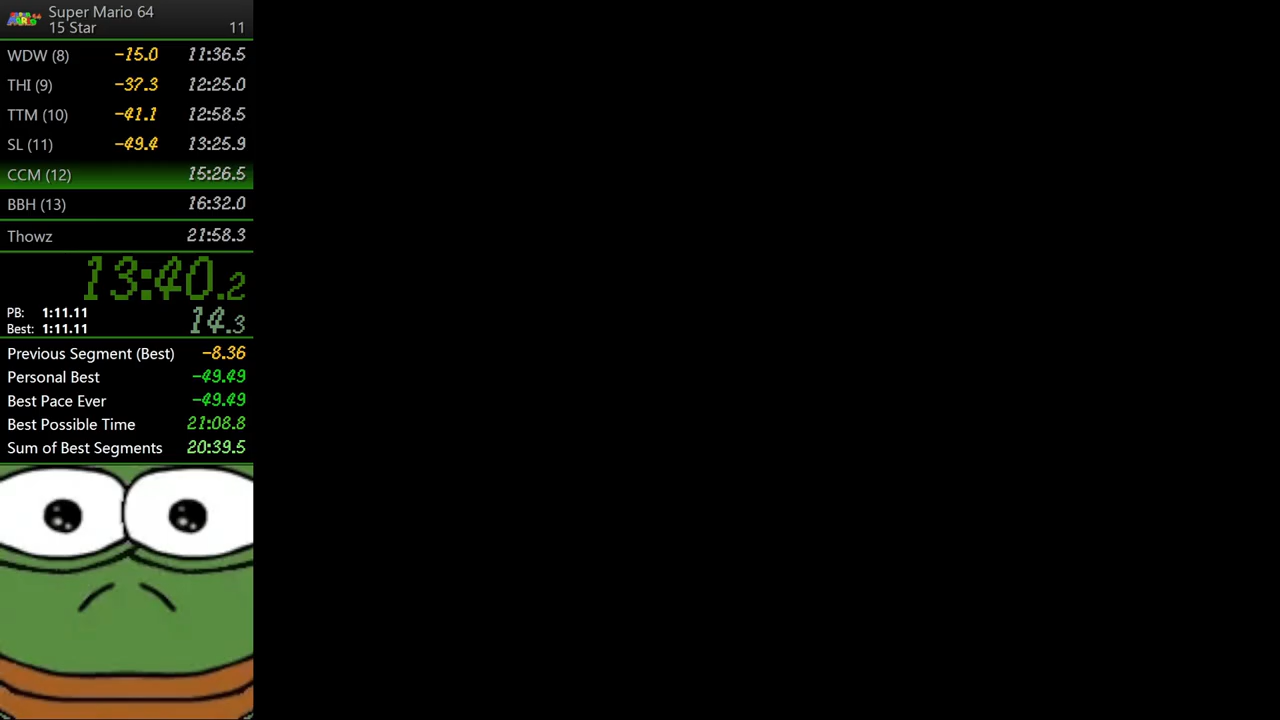 Super Mario 64
15 Star 11
WDW (8) -15.0 11:36.5
THI (9) -37.3 12:25.0
TTM (10) -41.1 12:58.5
SL (11) -49.4 13:25.9
CCM (12) 15:26.5
BBH (13) 16:32.0
Thowz 21:58.3
13:40.2
PB: 1:11.11
Best: 1:11.11 14.3
Previous Segment (Best) -8.36
Personal Best -49.49
Best Pace Ever -49.49
Best Possible Time 21:08.8
Sum of Best Segments 20:39.5